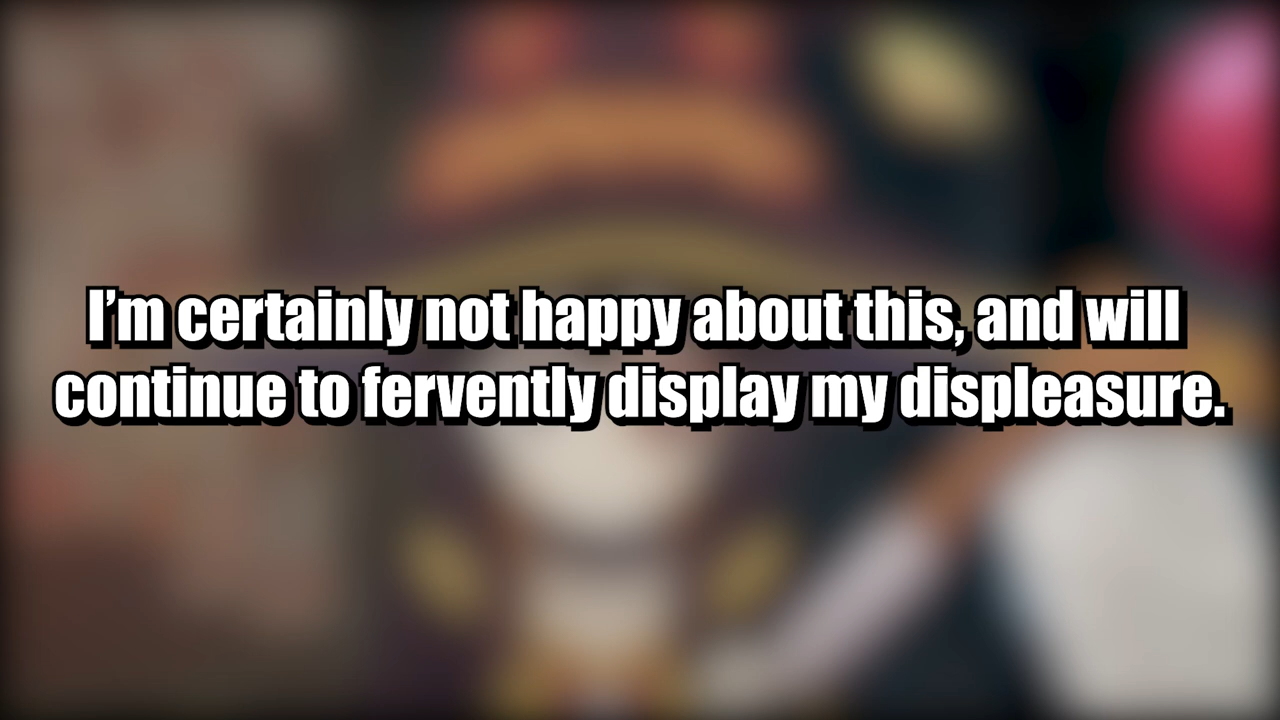 I’m certainly not happy about this, and will
continue to fervently display my displeasure.